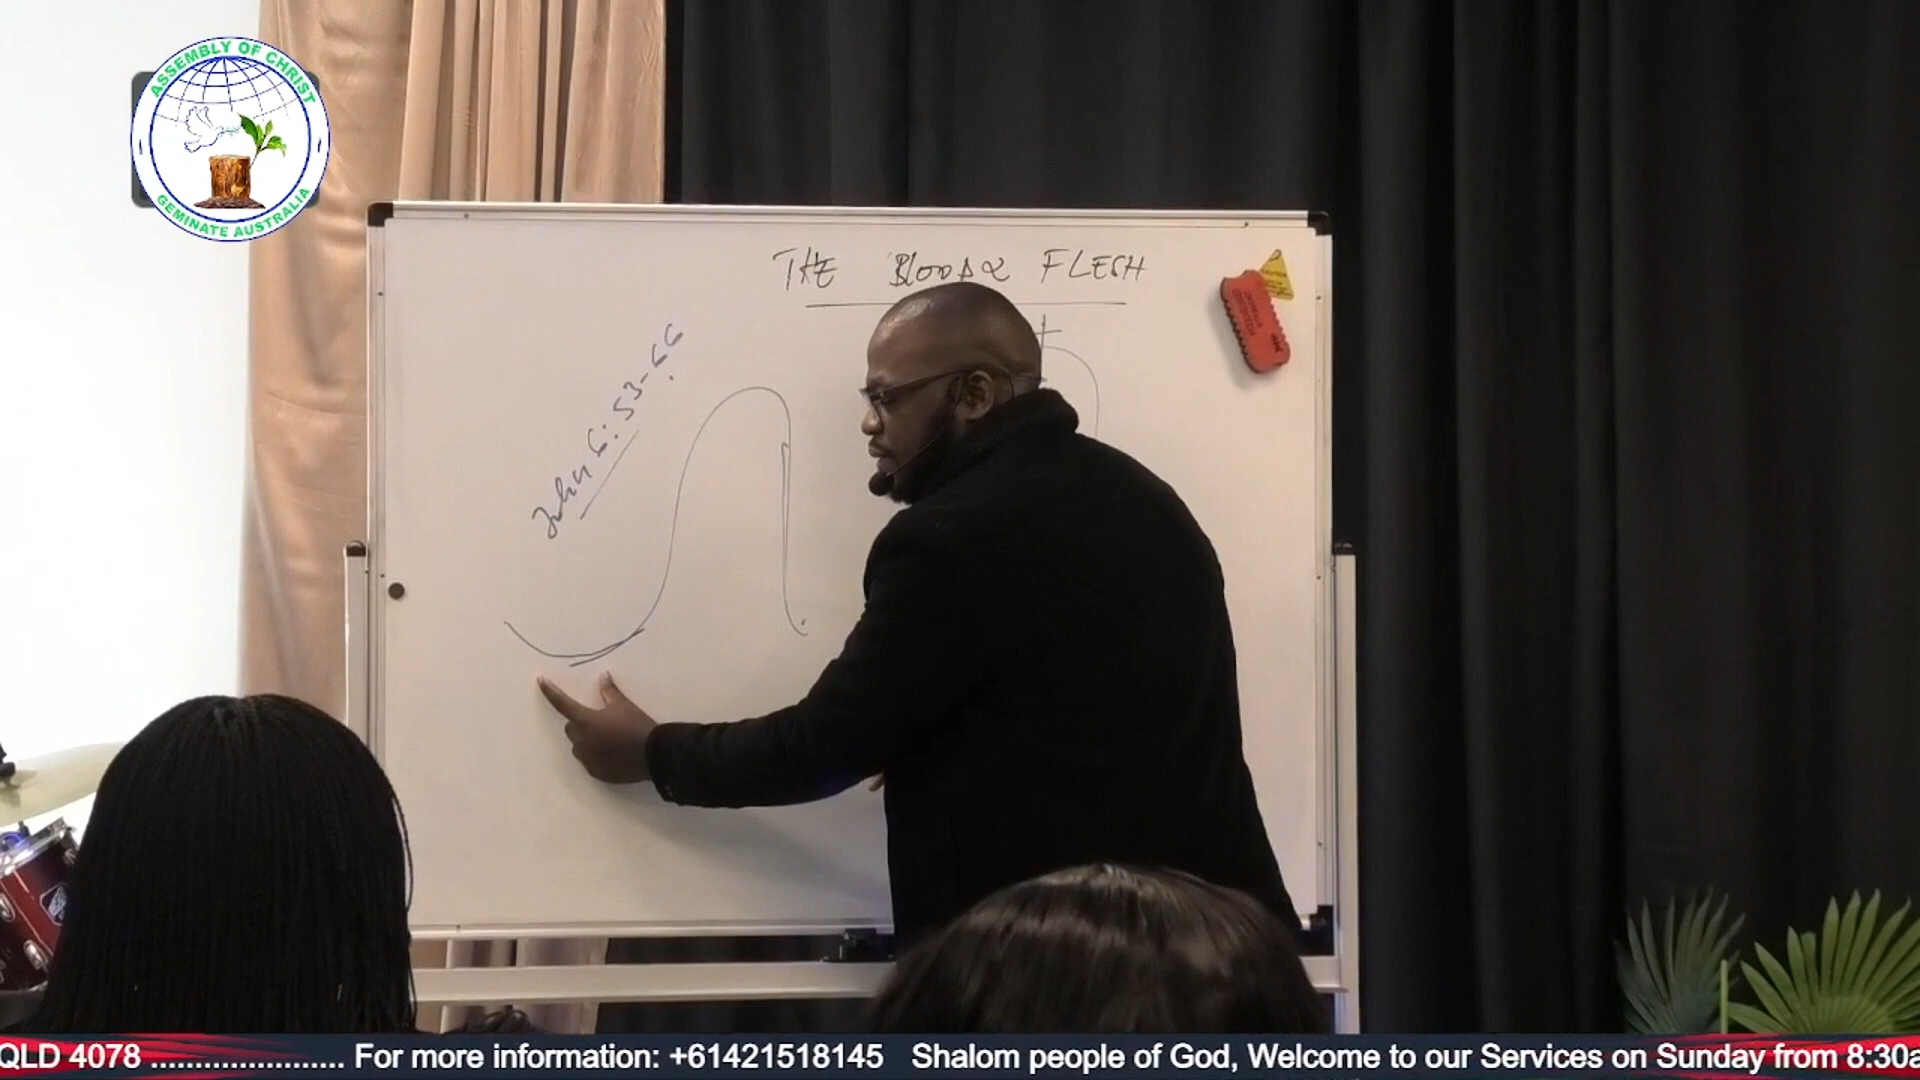 ASSEMBLY OF CHRIST
GEMINATE AUSTRALIA
THE BLOOD & FLESH
John 6:53-66
QLD 4078 ...................... For more information: +61421518145 Shalom people of God, Welcome to our Services on Sunday from 8:30a